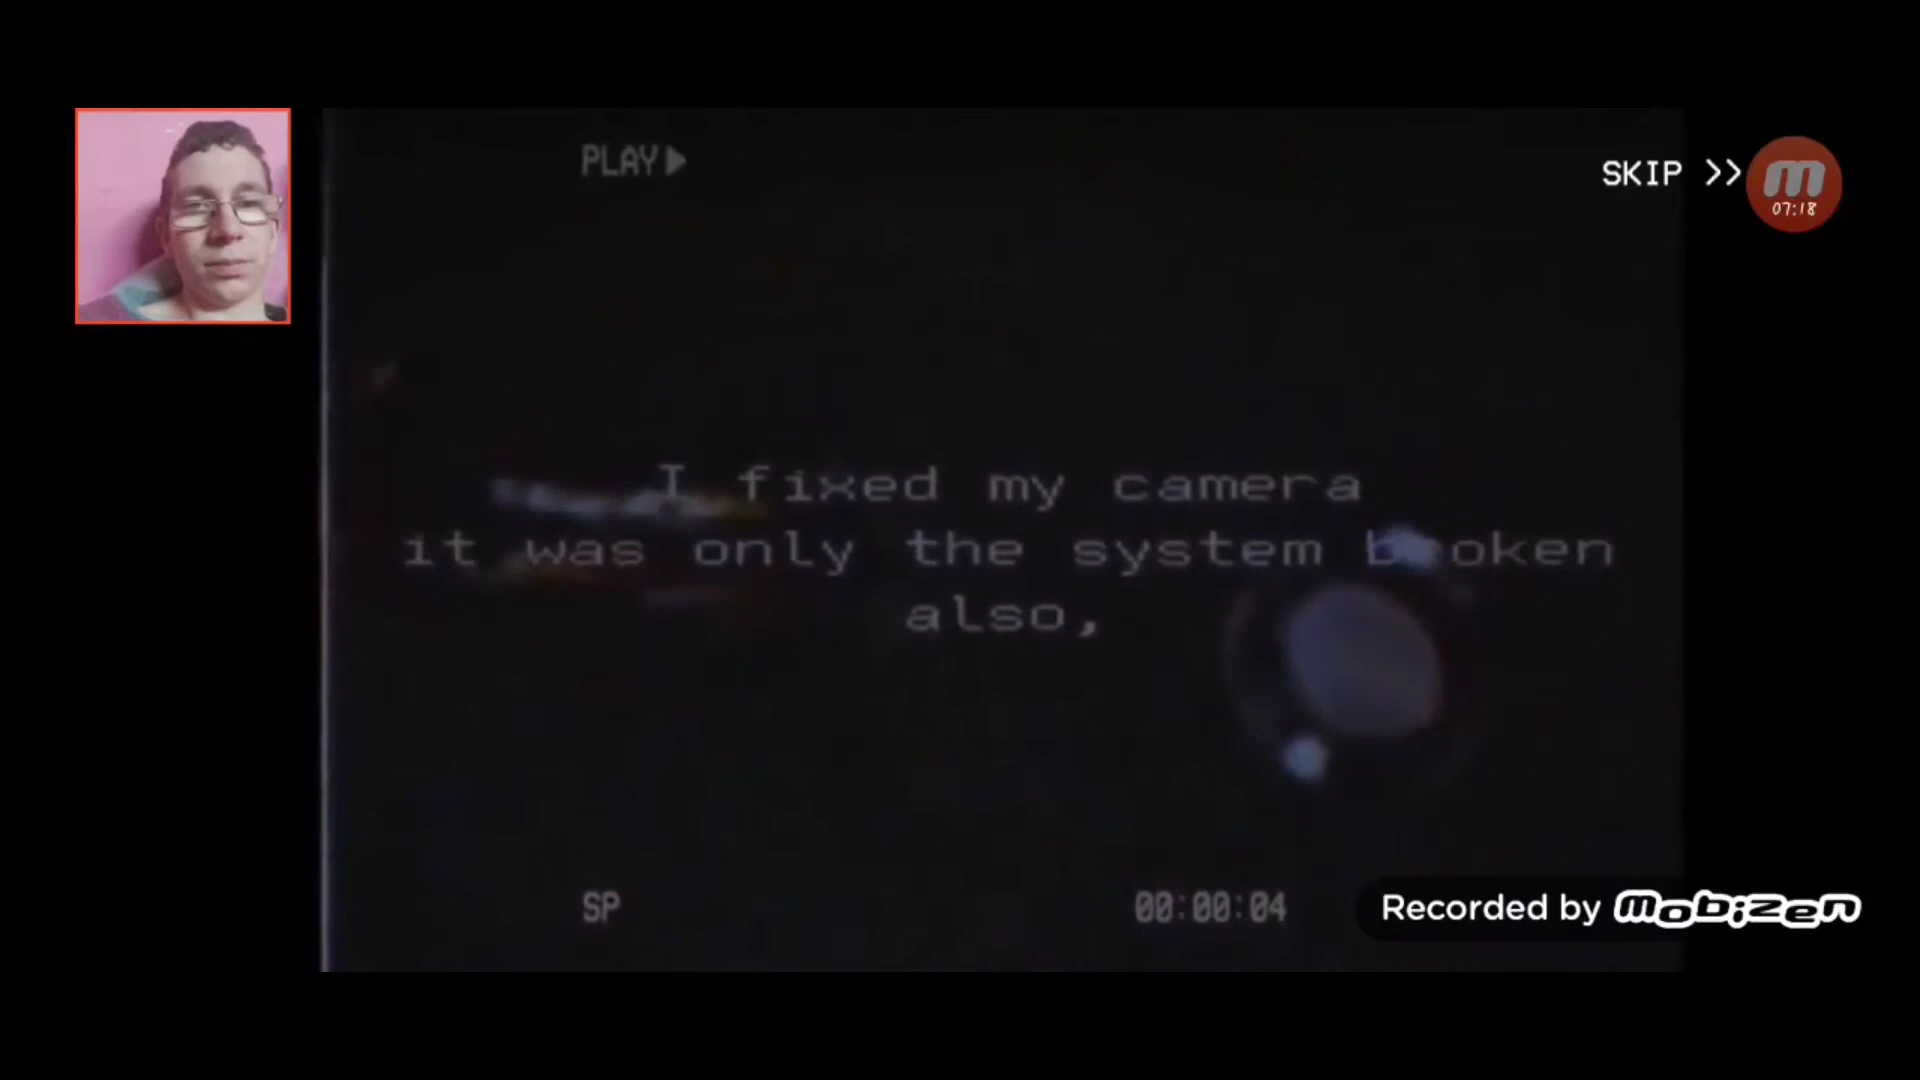 PLAY
SKIP >>
07:18
I fixed my camera
it was only the system broken
also,
SP
00:00:04
Recorded by mobizen